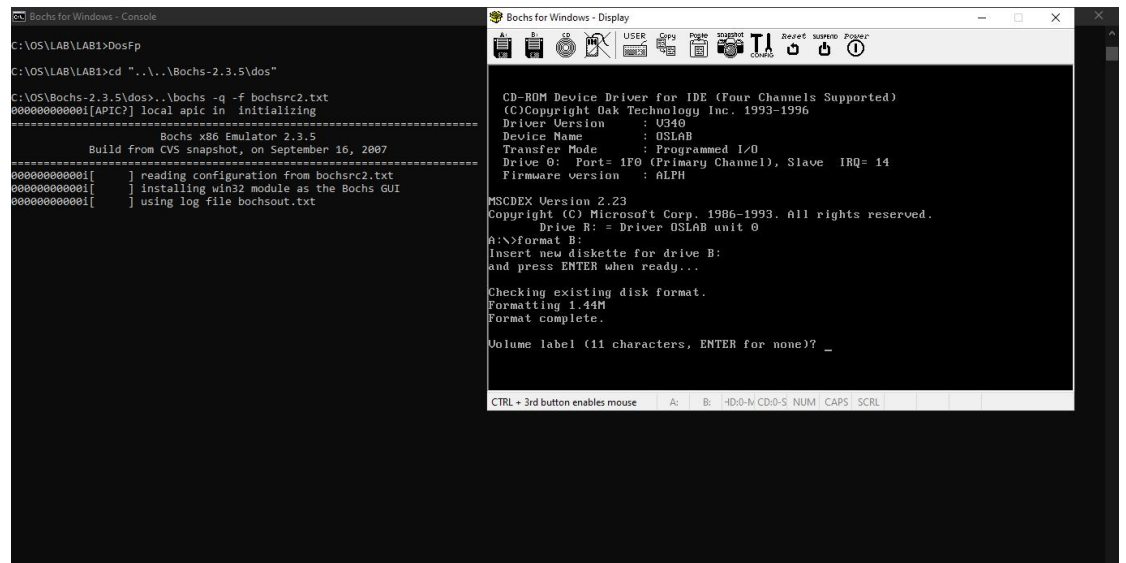 Bochs for Windows - Console
C:\OS\LAB\LAB1>DosFp
C:\OS\LAB\LAB1>cd "..\..\Bochs-2.3.5\dos"
C:\OS\Bochs-2.3.5\dos>..\bochs -q -f bochsrc2.txt
00000000000i[APIC?] local apic in  initializing
========================================================================
Bochs x86 Emulator 2.3.5
Build from CVS snapshot, on September 16, 2007
========================================================================
00000000000i[     ] reading configuration from bochsrc2.txt
00000000000i[     ] installing win32 module as the Bochs GUI
00000000000i[     ] using log file bochsout.txt
Bochs for Windows - Display
A: B: CD USER Copy Paste snapshot CONFIG Reset SUSPEND Power
CD-ROM Device Driver for IDE (Four Channels Supported)
(C)Copyright Oak Technology Inc. 1993-1996
Driver Version      : V340
Device Name         : OSLAB
Transfer Mode       : Programmed I/O
Drive 0:  Port= 1F0 (Primary Channel), Slave  IRQ= 14
Firmware version    : ALPH
MSCDEX Version 2.23
Copyright (C) Microsoft Corp. 1986-1993. All rights reserved.
Drive R: = Driver OSLAB unit 0
A:\>format B:
Insert new diskette for drive B:
and press ENTER when ready...
Checking existing disk format.
Formatting 1.44M
Format complete.
Volume label (11 characters, ENTER for none)? _
CTRL + 3rd button enables mouse A: B: HD:0-M CD:0-S NUM CAPS SCRL